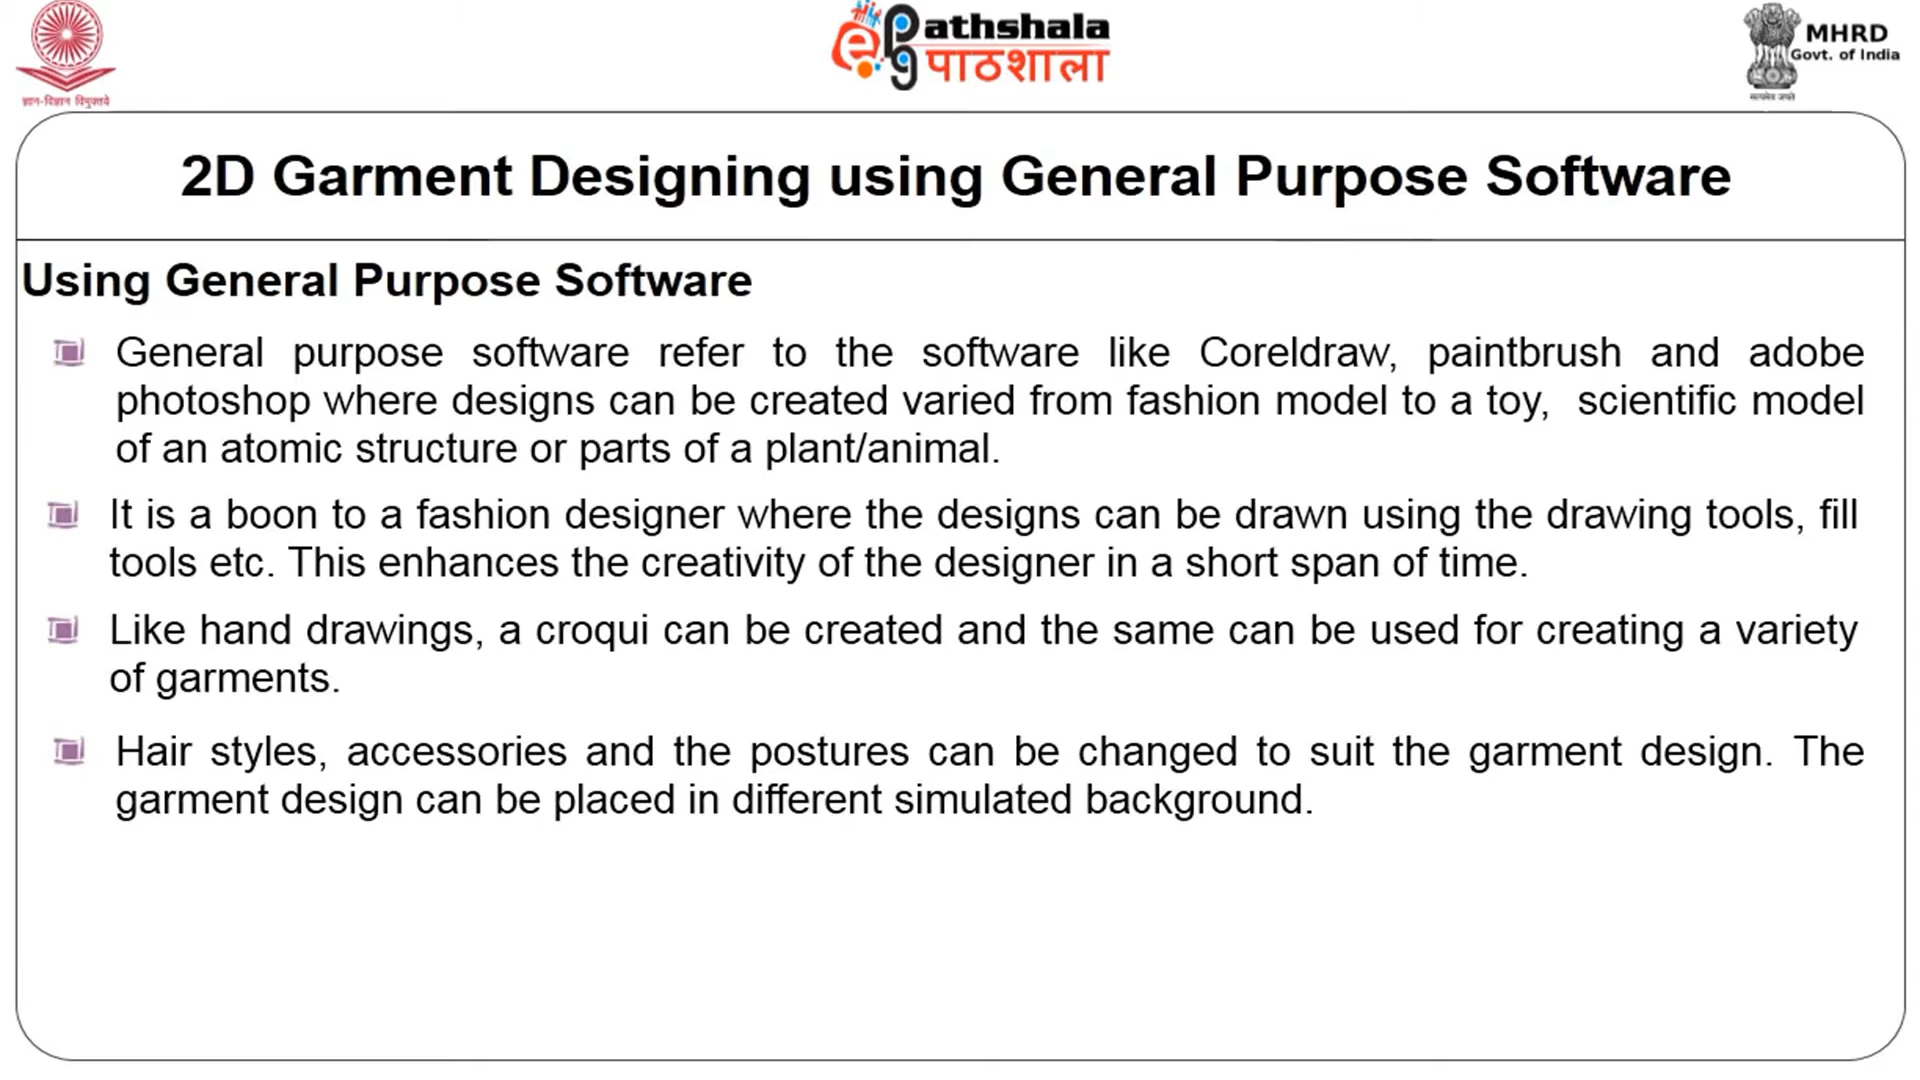 ज्ञान-विज्ञान विमुक्तये
ePG Pathshala
पाठशाला
MHRD
Govt. of India
सत्यमेव जयते
2D Garment Designing using General Purpose Software
Using General Purpose Software
General purpose software refer to the software like Coreldraw, paintbrush and adobe
photoshop where designs can be created varied from fashion model to a toy, scientific model
of an atomic structure or parts of a plant/animal.
It is a boon to a fashion designer where the designs can be drawn using the drawing tools, fill
tools etc. This enhances the creativity of the designer in a short span of time.
Like hand drawings, a croqui can be created and the same can be used for creating a variety
of garments.
Hair styles, accessories and the postures can be changed to suit the garment design. The
garment design can be placed in different simulated background.